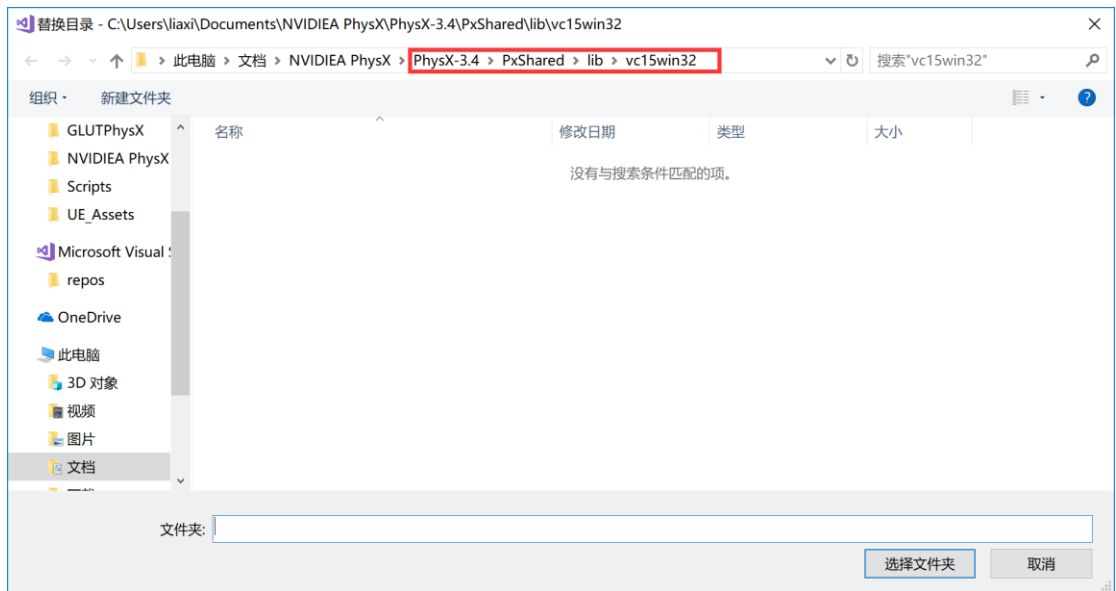 替换目录 - C:\Users\liaxi\Documents\NVIDIEA PhysX\PhysX-3.4\PxShared\lib\vc15win32
此电脑 › 文档 › NVIDIEA PhysX › PhysX-3.4 › PxShared › lib › vc15win32
搜索"vc15win32"
组织
新建文件夹
名称
修改日期
类型
大小
没有与搜索条件匹配的项。
GLUTPhysX
NVIDIEA PhysX
Scripts
UE_Assets
Microsoft Visual
repos
OneDrive
此电脑
3D 对象
视频
图片
文档
文件夹:
选择文件夹
取消